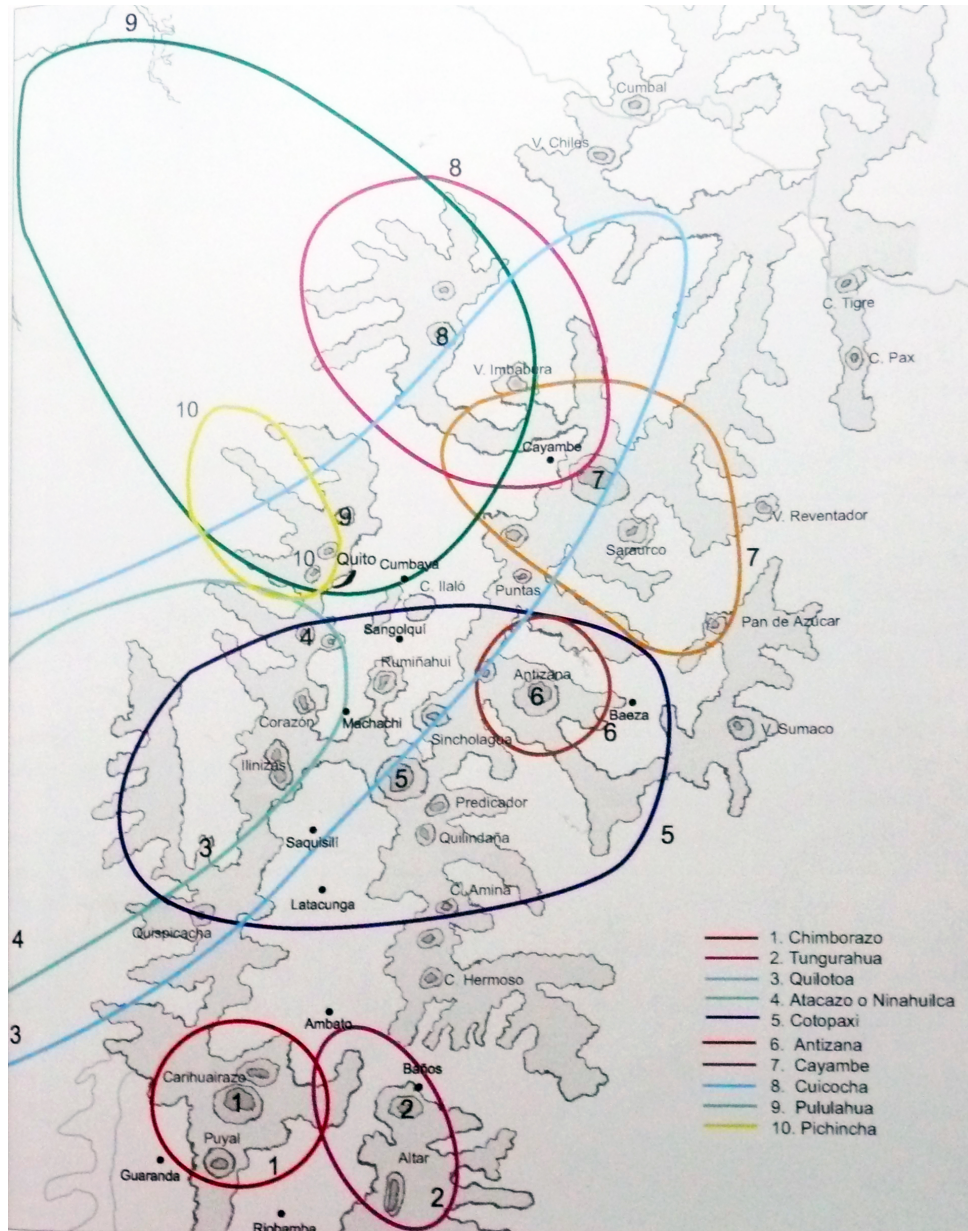 9
Cumbal
V. Chiles
8
C. Tigre
8
C. Pax
V. Imbabura
10
Cayambe
7
9
V. Reventador
Saraurco
10
Quito
Cumbaya
7
C. Ilaló
Puntas
Pan de Azúcar
4
Sangolquí
Rumiñahui
Antizana
6
Baeza
Corazón
Machachi
6
V. Sumaco
Sincholagua
Ilinizas
5
Predicador
5
Quilindaña
Saquisilí
3
C. Amina
Latacunga
Quispicacha
4
C. Hermoso
Ambato
3
Carihuairazo
Baños
1
2
Puyal
Altar
1
Guaranda
2
Riobamba
1. Chimborazo
2. Tungurahua
3. Quilotoa
4. Atacazo o Ninahuilca
5. Cotopaxi
6. Antizana
7. Cayambe
8. Cuicocha
9. Pululahua
10. Pichincha